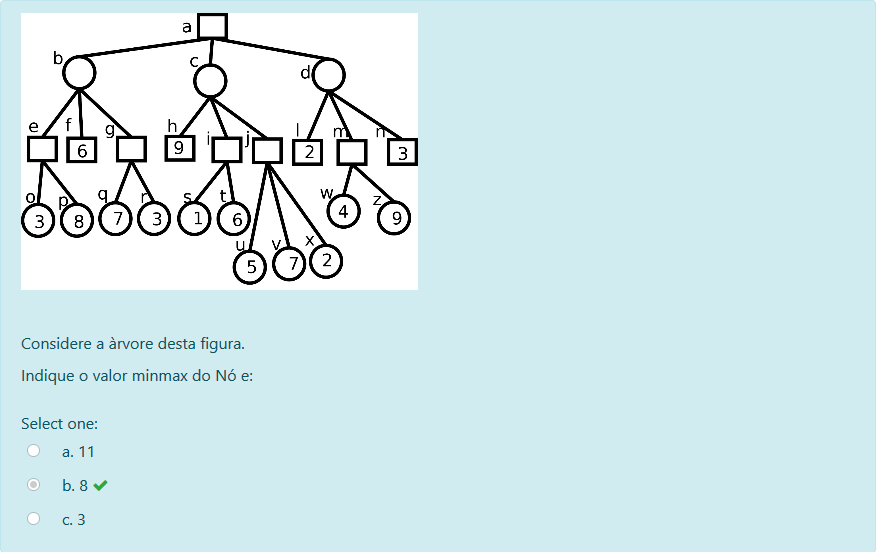 a
b c d
e f g h i j l m n
6 9 2 3
o p q r s t w z
3 8 7 3 1 6 4 9
u v x
5 7 2
Considere a àrvore desta figura.
Indique o valor minmax do Nó e:
Select one:
a. 11
b. 8
c. 3